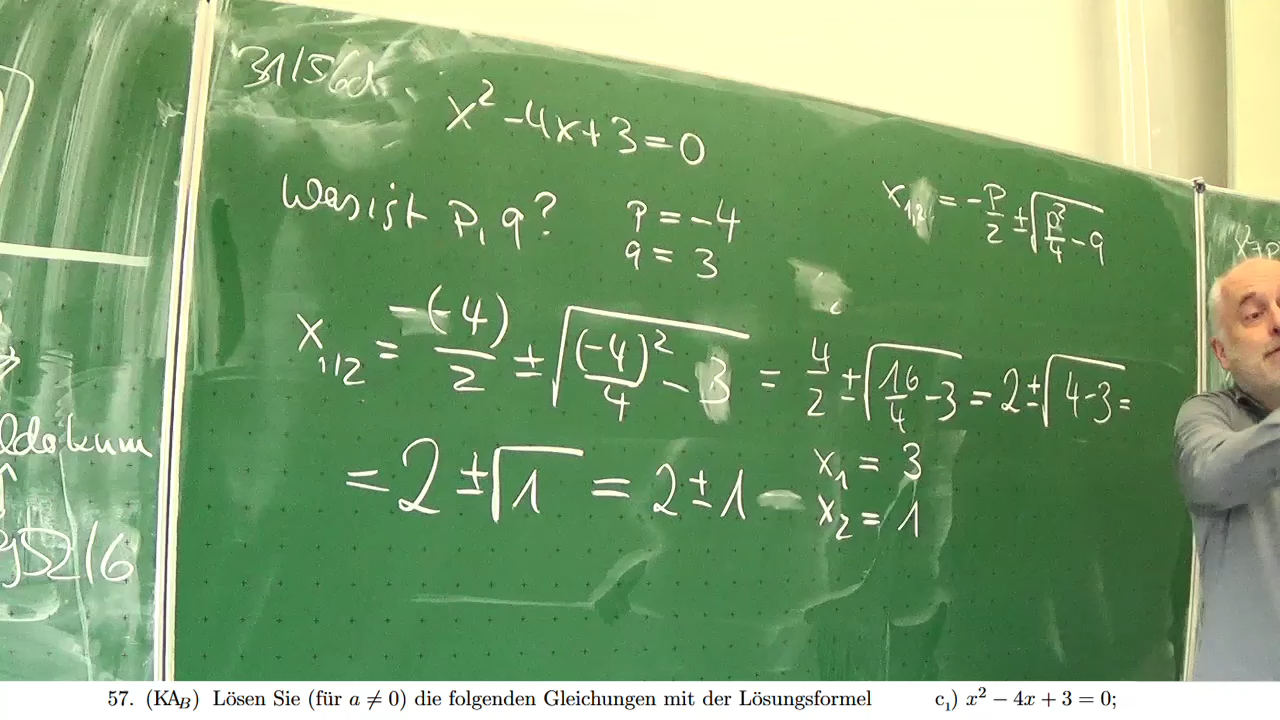 x² - 4x + 3 = 0
Was ist p, q? p = -4
q = 3
x₁,₂ = -p/2 ± √(p²/4 - q)
x₁/₂ = -(-4)/2 ± √((-4)²/4 - 3) = 4/2 ± √(16/4 - 3) = 2 ± √(4-3) =
= 2 ± √1 = 2 ± 1
x₁ = 3
x₂ = 1
57. (KA_B) Lösen Sie (für a ≠ 0) die folgenden Gleichungen mit der Lösungsformel c₁) x² − 4x + 3 = 0;